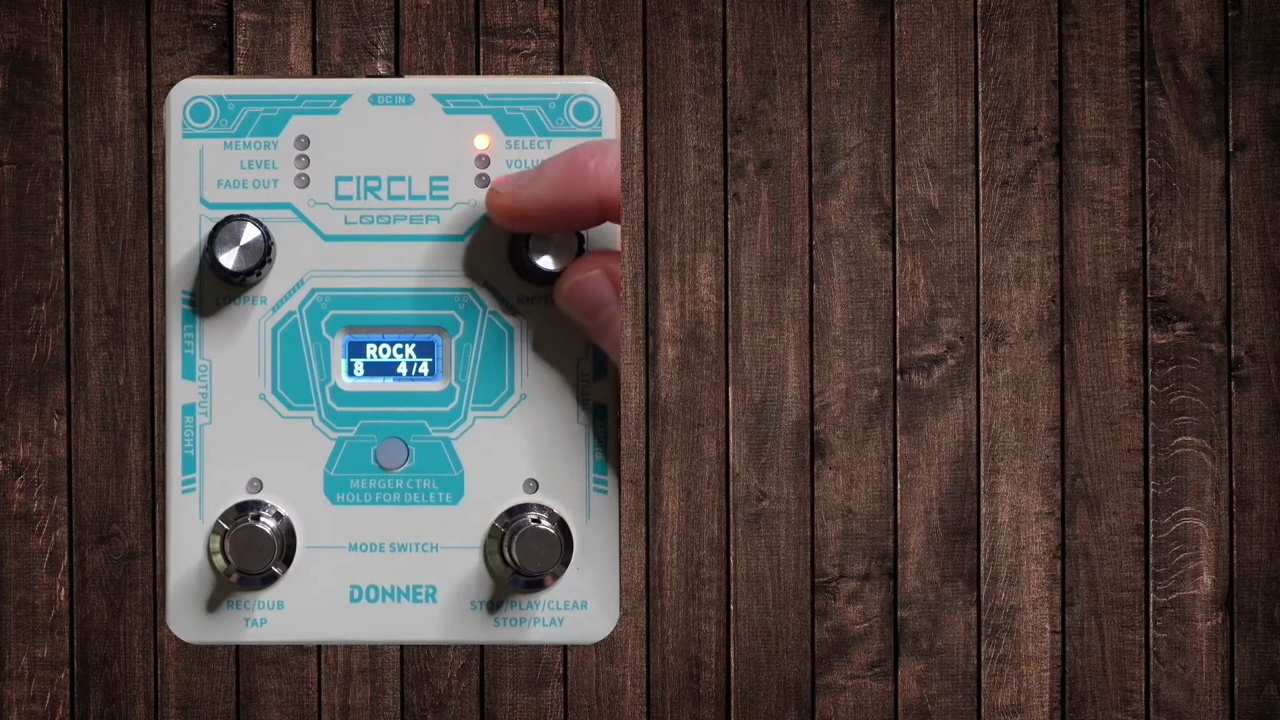 DC IN
MEMORY
LEVEL
FADE OUT
SELECT
CIRCLE
LOOPER
LOOPER
LEFT
OUTPUT
RIGHT
ROCK
8 4/4
MERGER CTRL
HOLD FOR DELETE
MODE SWITCH
DONNER
REC/DUB
TAP
STOP/PLAY/CLEAR
STOP/PLAY